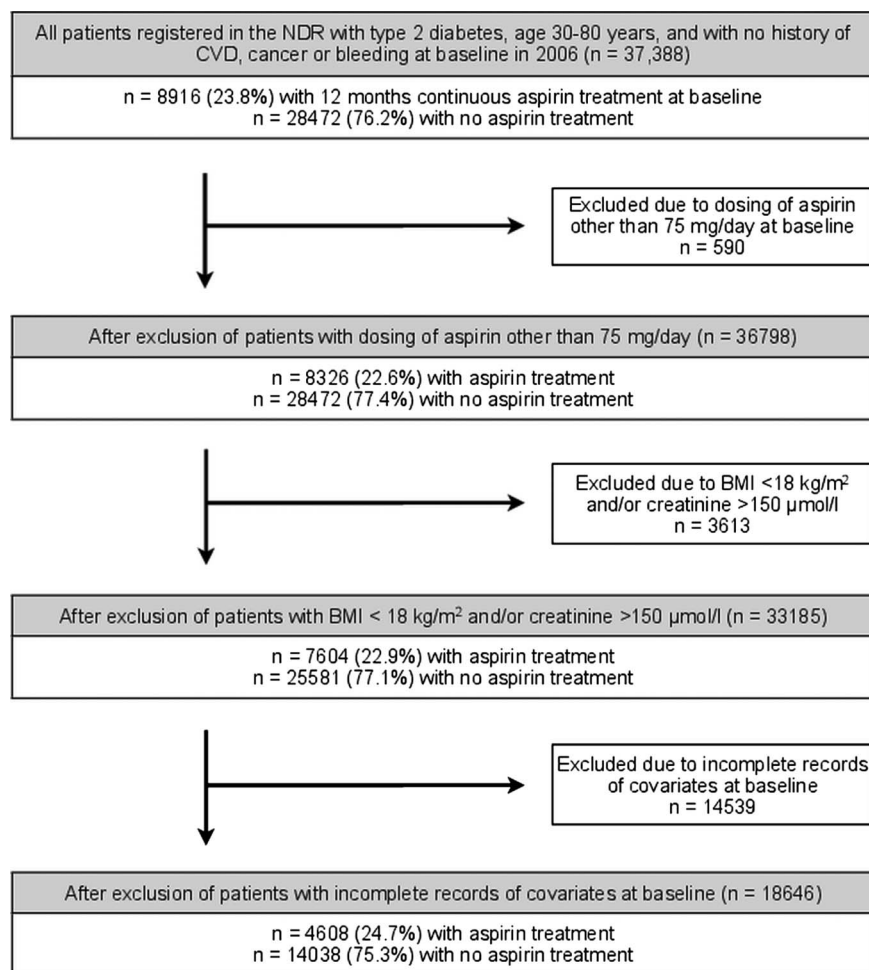 All patients registered in the NDR with type 2 diabetes, age 30-80 years, and with no history of
CVD, cancer or bleeding at baseline in 2006 (n = 37,388)
n = 8916 (23.8%) with 12 months continuous aspirin treatment at baseline
n = 28472 (76.2%) with no aspirin treatment
Excluded due to dosing of aspirin
other than 75 mg/day at baseline
n = 590
After exclusion of patients with dosing of aspirin other than 75 mg/day (n = 36798)
n = 8326 (22.6%) with aspirin treatment
n = 28472 (77.4%) with no aspirin treatment
Excluded due to BMI <18 kg/m²
and/or creatinine >150 μmol/l
n = 3613
After exclusion of patients with BMI < 18 kg/m² and/or creatinine >150 μmol/l (n = 33185)
n = 7604 (22.9%) with aspirin treatment
n = 25581 (77.1%) with no aspirin treatment
Excluded due to incomplete records
of covariates at baseline
n = 14539
After exclusion of patients with incomplete records of covariates at baseline (n = 18646)
n = 4608 (24.7%) with aspirin treatment
n = 14038 (75.3%) with no aspirin treatment